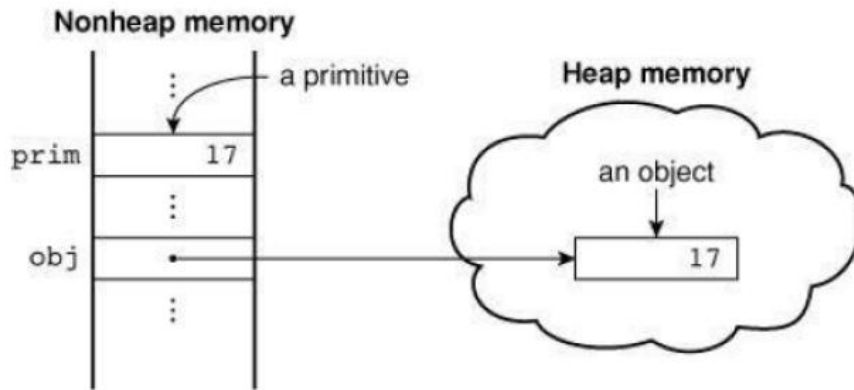 Nonheap memory
a primitive
Heap memory
prim
17
an object
obj
17